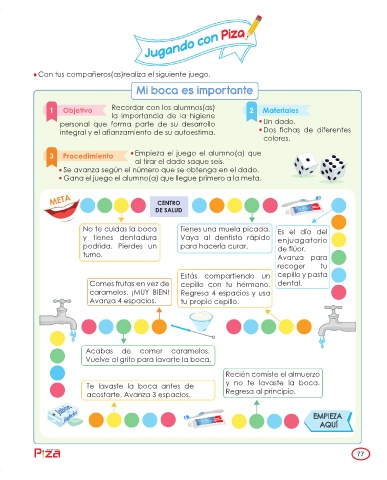 Jugando con Piza
Con tus compañeros(as)realiza el siguiente juego.
Mi boca es importante
1 Objetivo Recordar con los alumnos(as)
la importancia de la higiene
personal que forma parte de su desarrollo
integral y el afianzamiento de su autoestima.
2 Materiales
Un dado.
Dos fichas de diferentes
colores.
3 Procedimiento
Empieza el juego el alumno(a) que
al tirar el dado saque seis.
Se avanza según el número que se obtenga en el dado.
Gana el juego el alumno(a) que llegue primero a la meta.
META
CENTRO
DE SALUD
No te cuidas la boca
y tienes dentadura
podrida. Pierdes un
turno.
Tienes una muela picada.
Vaya al dentista rápido
para hacerla curar.
Es el día del
enjuagatorio
de flúor.
Avanza para
recoger tu
cepillo y pasta
dental.
Comes frutas en vez de
caramelos. ¡MUY BIEN!
Avanza 4 espacios.
Estás compartiendo un
cepillo con tu hermano.
Regresa 4 espacios y usa
tu propio cepillo.
Acabas de comer caramelos.
Vuelve al grifo para lavarte la boca.
Te lavaste la boca antes de
acostarte. Avanza 3 espacios.
Recién comiste el almuerzo
y no te lavaste la boca.
Regresa al principio.
EMPIEZA
AQUÍ
Piza
77